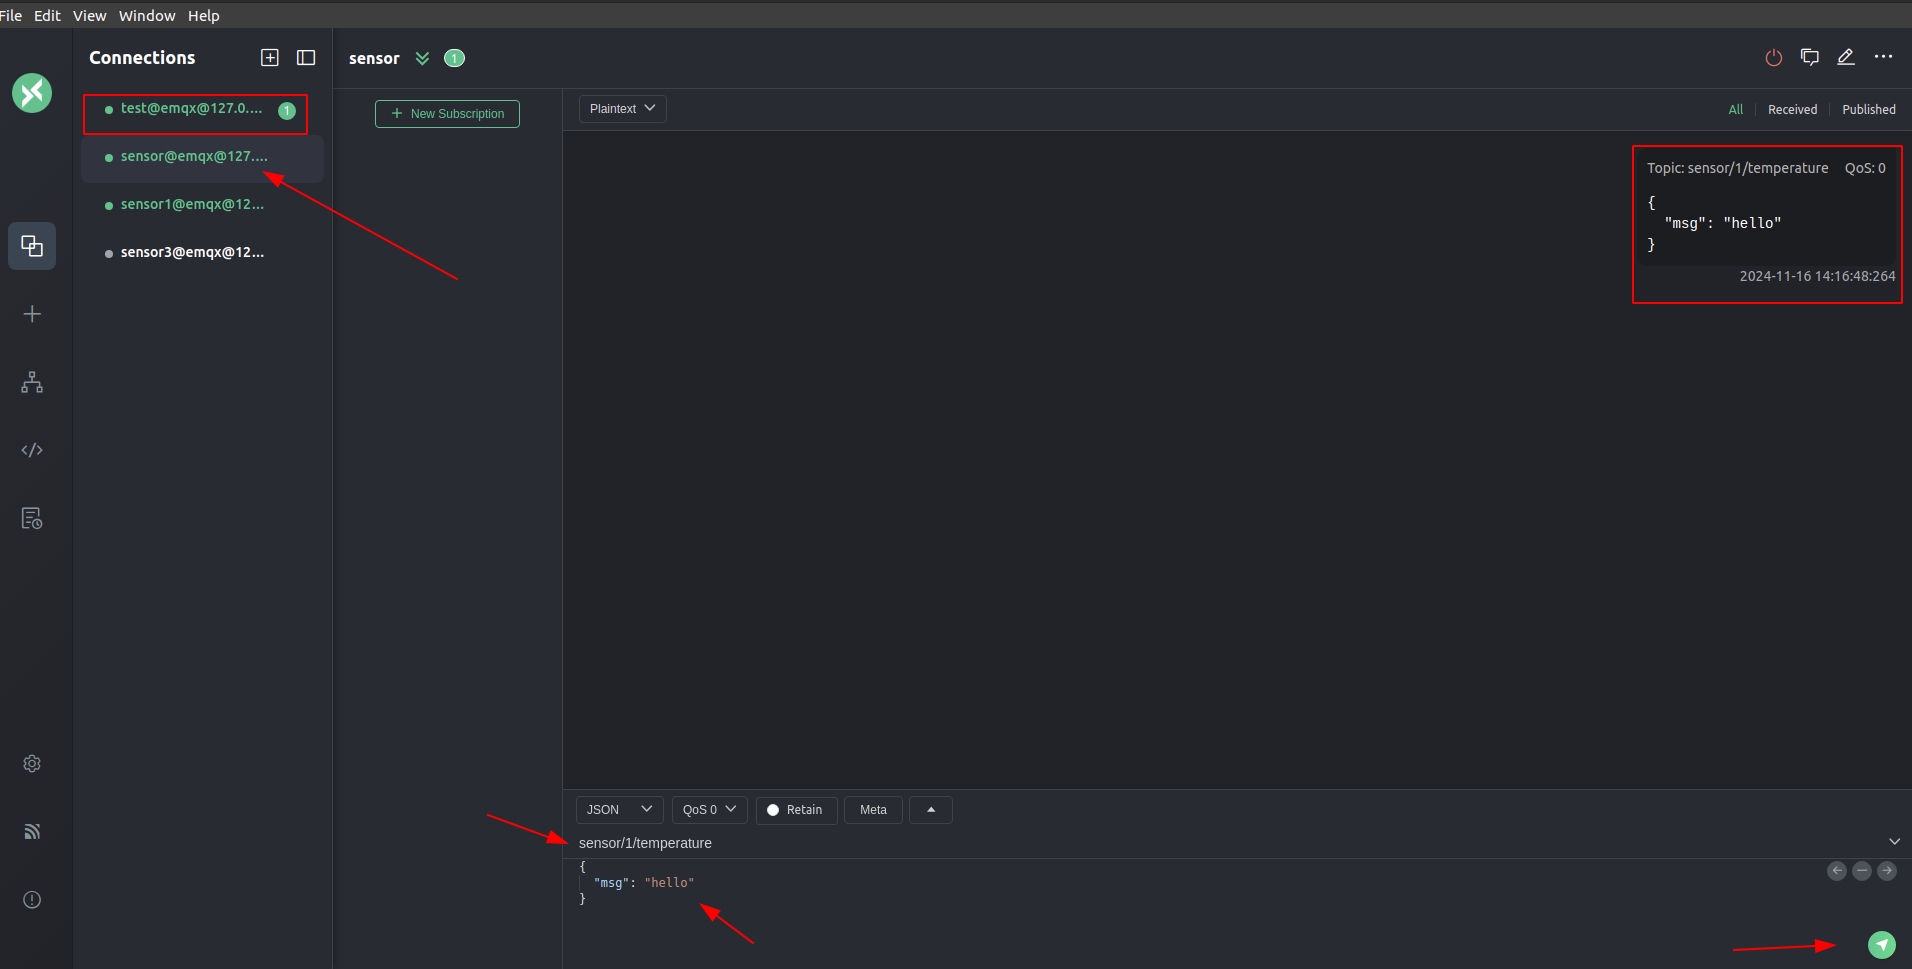 File Edit View Window Help
Connections
test@emqx@127.0.... 1
sensor@emqx@127....
sensor1@emqx@12...
sensor3@emqx@12...
sensor 1
+ New Subscription
Plaintext
All Received Published
Topic: sensor/1/temperature QoS: 0
{
"msg": "hello"
}
2024-11-16 14:16:48:264
JSON QoS 0 Retain Meta
sensor/1/temperature
{
"msg": "hello"
}